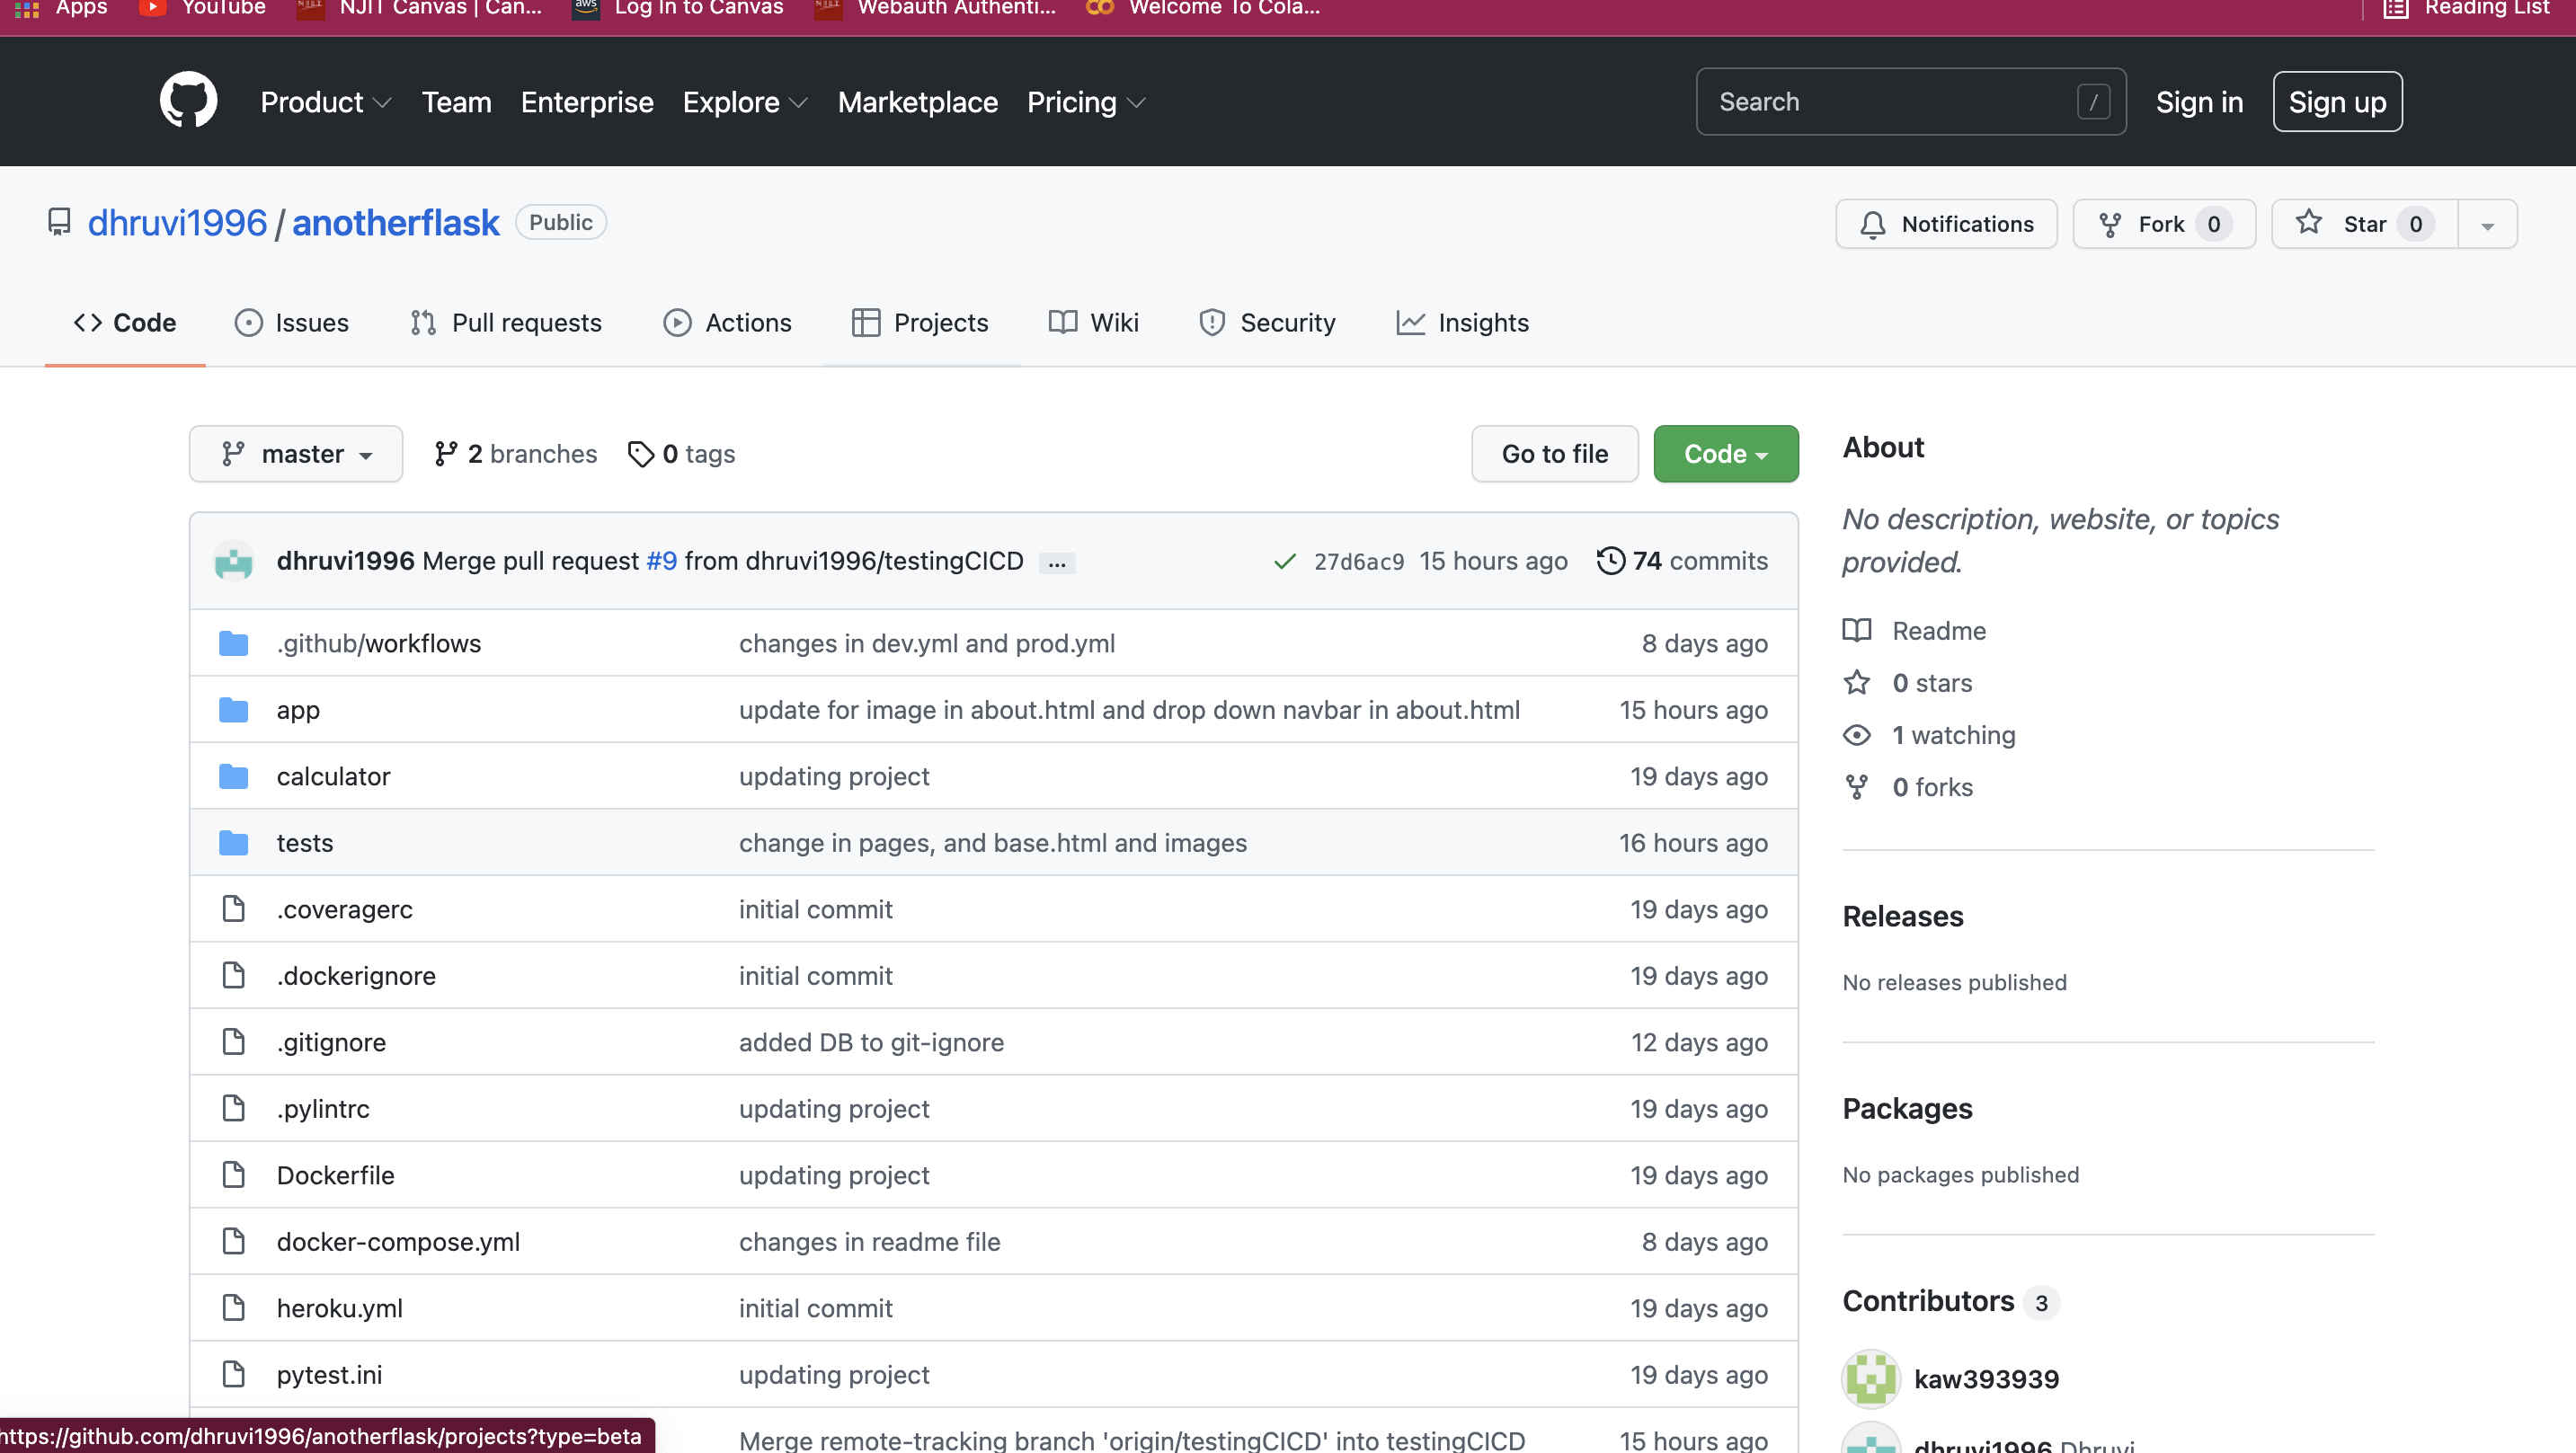 Apps YouTube NJIT Canvas | Can... Log In to Canvas Webauth Authenti... Welcome To Cola... Reading List
Product Team Enterprise Explore Marketplace Pricing Search / Sign in Sign up
dhruvi1996 / anotherflask Public Notifications Fork 0 Star 0
Code Issues Pull requests Actions Projects Wiki Security Insights
master 2 branches 0 tags Go to file Code
dhruvi1996 Merge pull request #9 from dhruvi1996/testingCICD ... 27d6ac9 15 hours ago 74 commits
.github/workflows changes in dev.yml and prod.yml 8 days ago
app update for image in about.html and drop down navbar in about.html 15 hours ago
calculator updating project 19 days ago
tests change in pages, and base.html and images 16 hours ago
.coveragerc initial commit 19 days ago
.dockerignore initial commit 19 days ago
.gitignore added DB to git-ignore 12 days ago
.pylintrc updating project 19 days ago
Dockerfile updating project 19 days ago
docker-compose.yml changes in readme file 8 days ago
heroku.yml initial commit 19 days ago
pytest.ini updating project 19 days ago
Merge remote-tracking branch 'origin/testingCICD' into testingCICD 15 hours ago
https://github.com/dhruvi1996/anotherflask/projects?type=beta
About
No description, website, or topics
provided.
Readme
0 stars
1 watching
0 forks
Releases
No releases published
Packages
No packages published
Contributors 3
kaw393939
dhruvi1996 Dhruvi